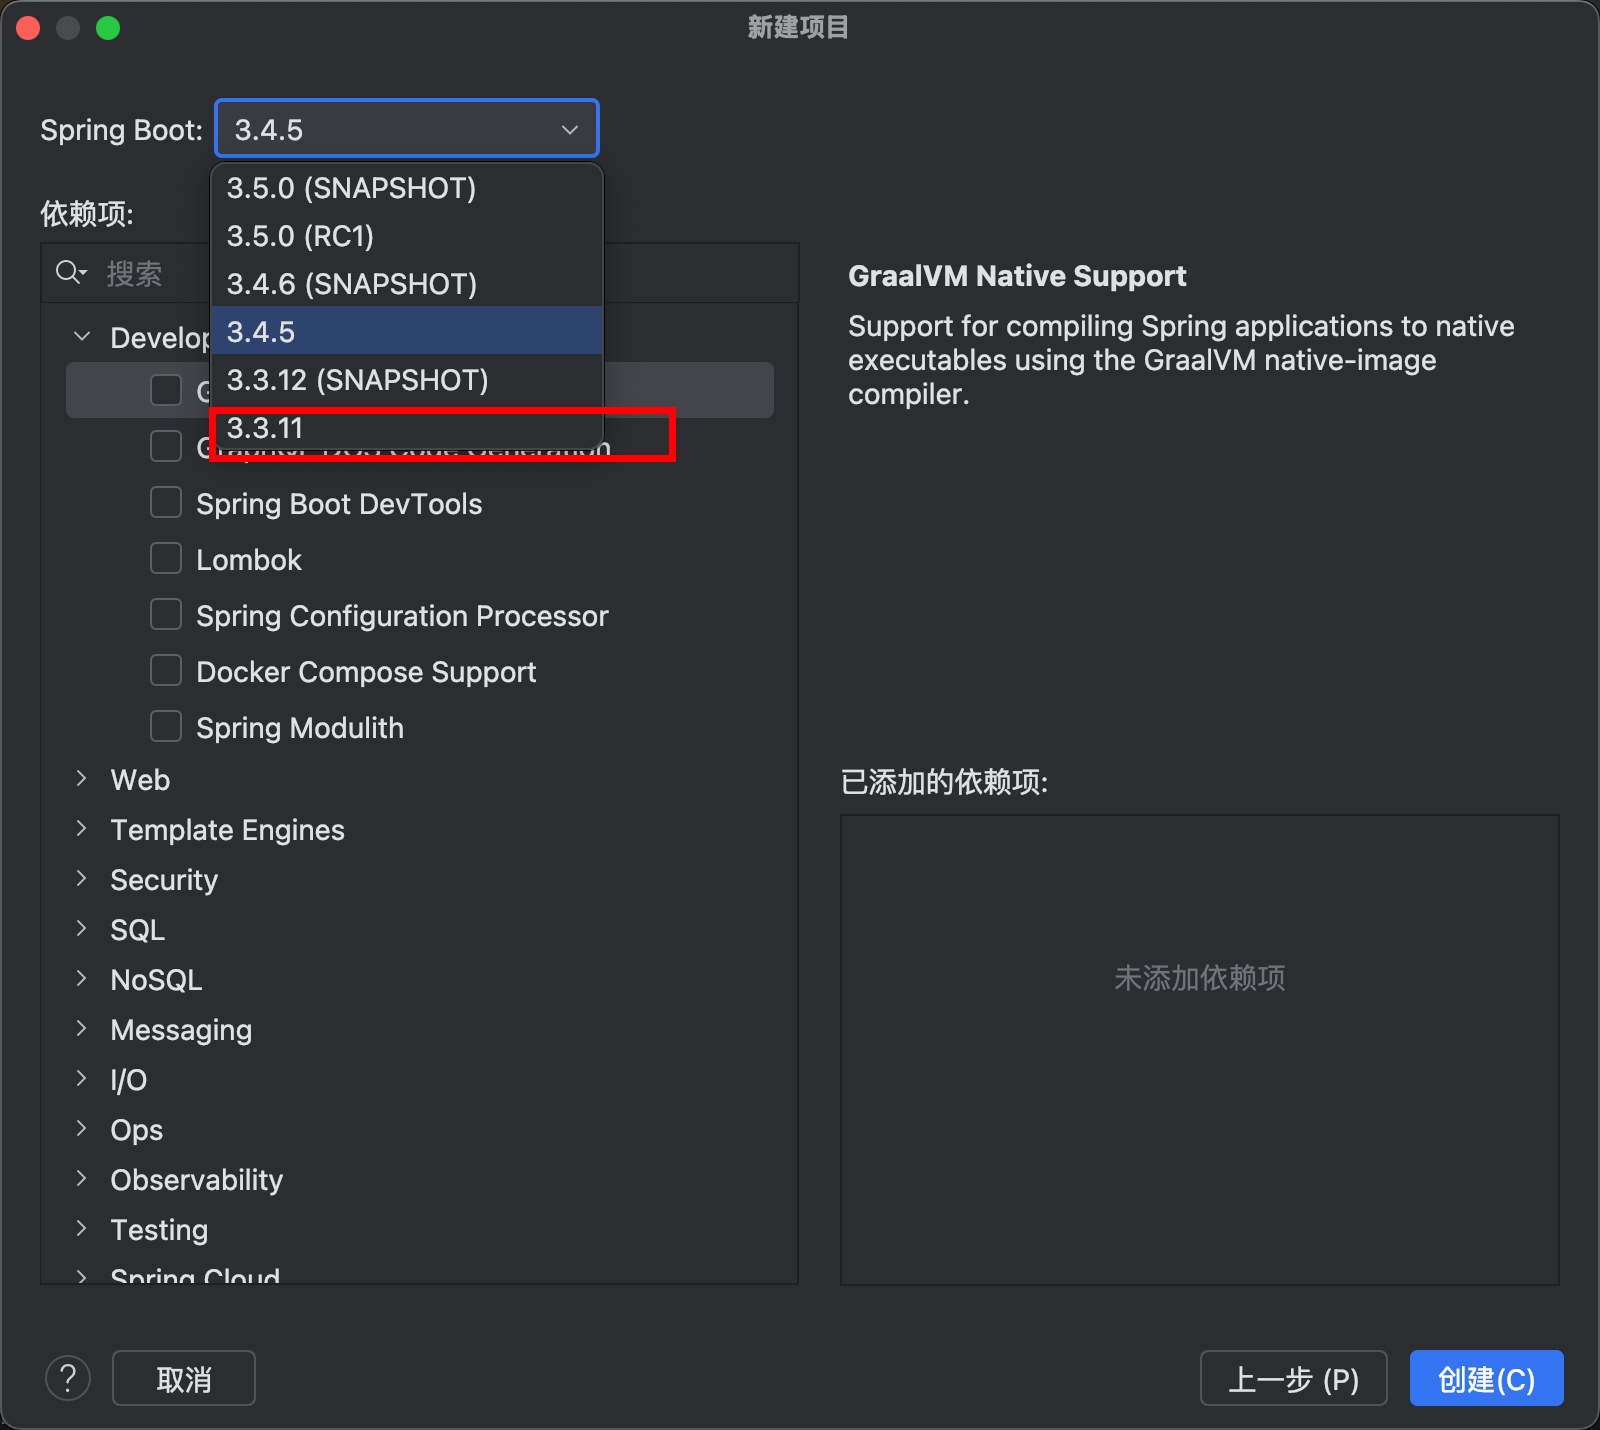 新建项目
Spring Boot:
3.4.5
3.5.0 (SNAPSHOT)
3.5.0 (RC1)
3.4.6 (SNAPSHOT)
3.4.5
3.3.12 (SNAPSHOT)
3.3.11
依赖项:
搜索
Develop
G
Code Generation
Spring Boot DevTools
Lombok
Spring Configuration Processor
Docker Compose Support
Spring Modulith
Web
Template Engines
Security
SQL
NoSQL
Messaging
I/O
Ops
Observability
Testing
Spring Cloud
GraalVM Native Support
Support for compiling Spring applications to native
executables using the GraalVM native-image
compiler.
已添加的依赖项:
未添加依赖项
?
取消
上一步 (P)
创建(C)